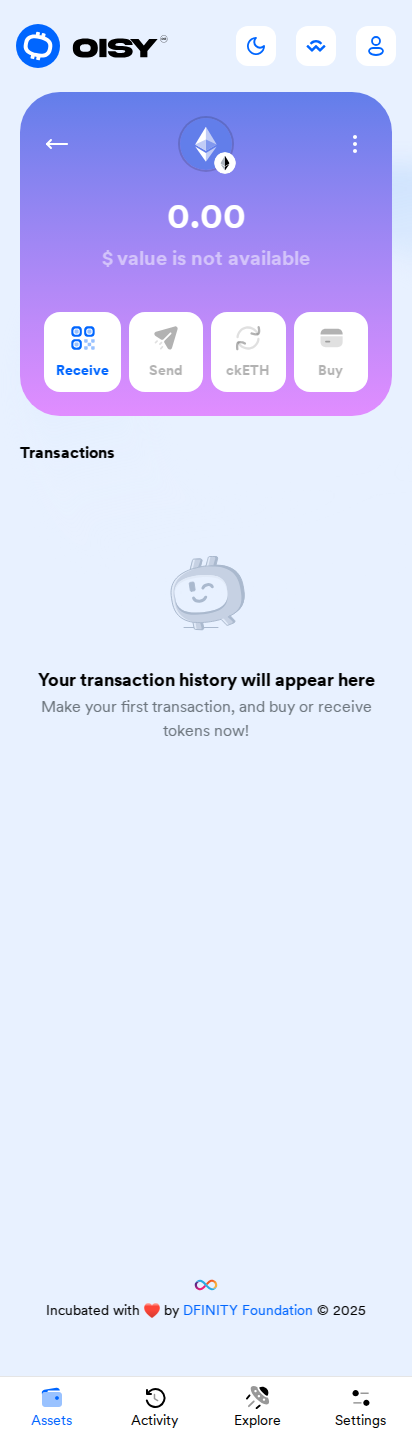 OISY
0.00
$ value is not available
Receive
Send
ckETH
Buy
Transactions
Your transaction history will appear here
Make your first transaction, and buy or receive
tokens now!
Incubated with ❤️ by DFINITY Foundation © 2025
Assets
Activity
Explore
Settings